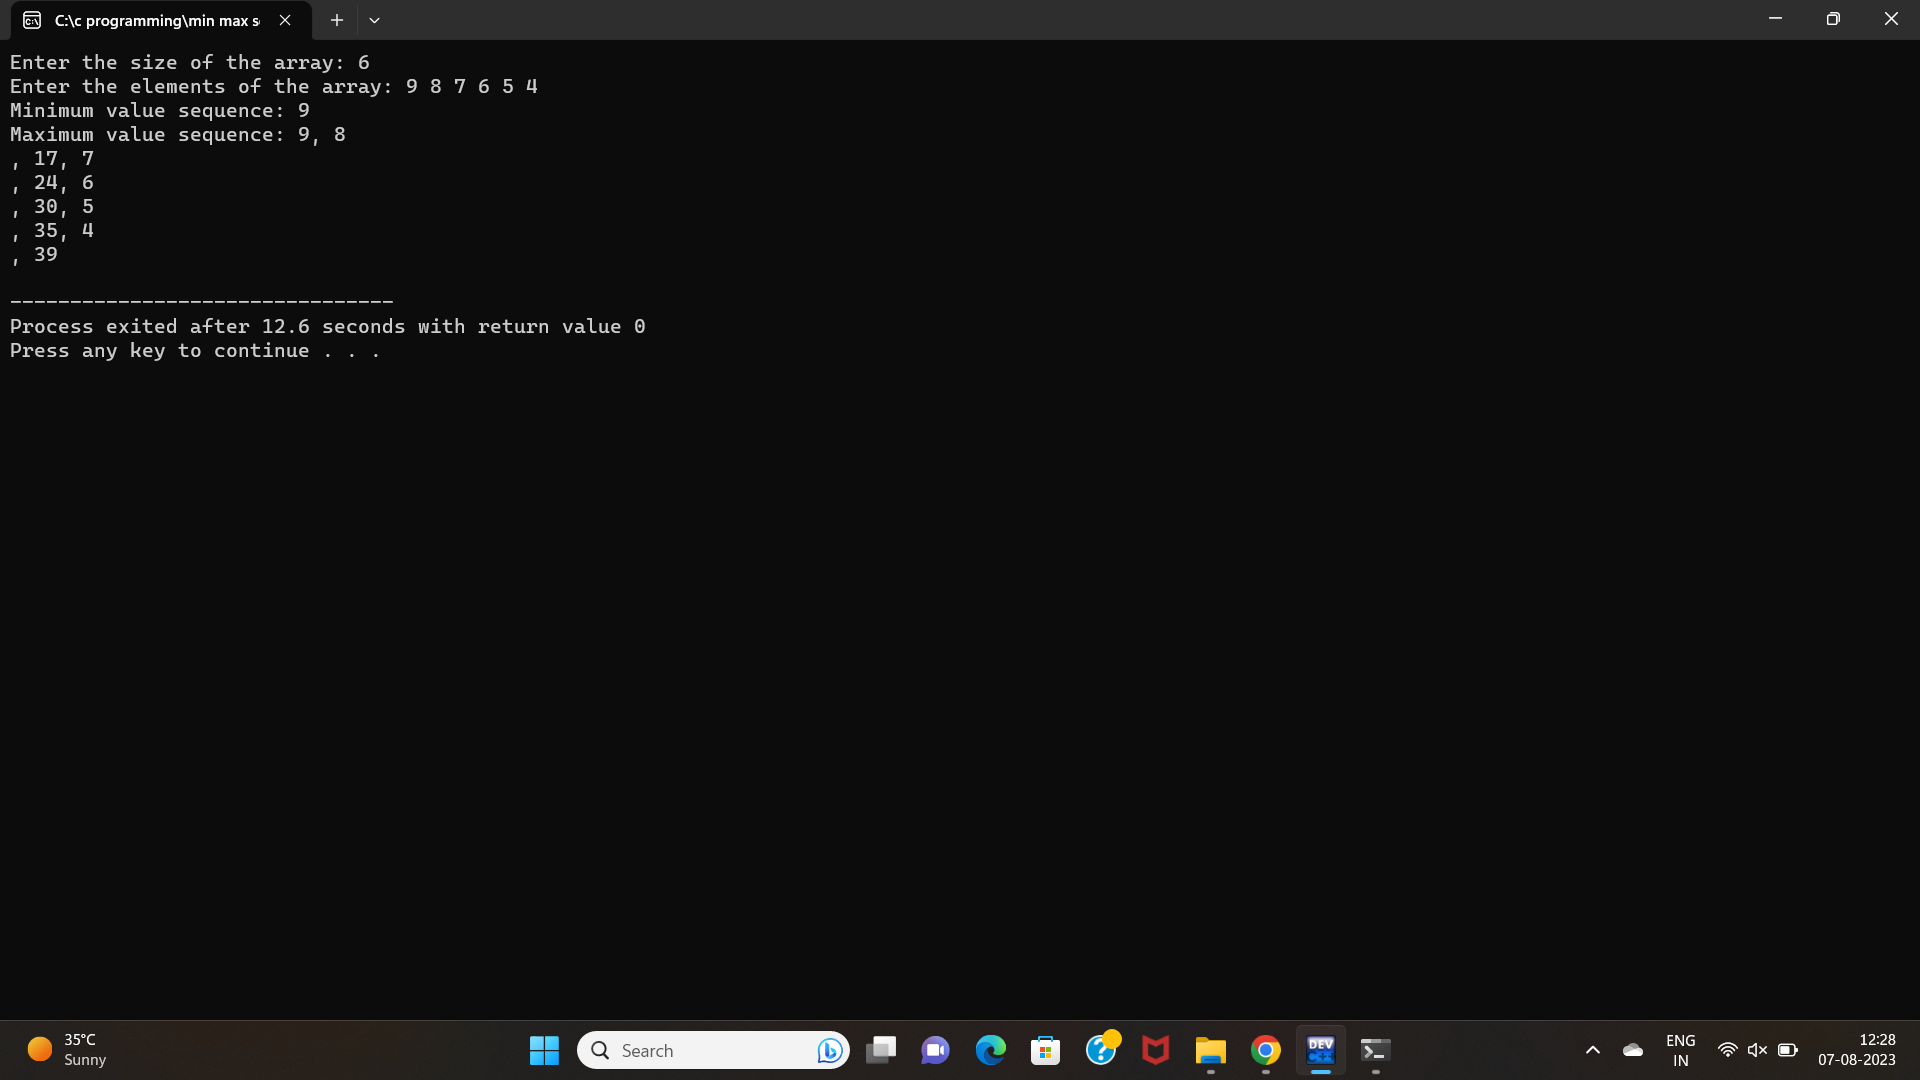 C:\c programming\min max s
Enter the size of the array: 6
Enter the elements of the array: 9 8 7 6 5 4
Minimum value sequence: 9
Maximum value sequence: 9, 8
, 17, 7
, 24, 6
, 30, 5
, 35, 4
, 39
--------------------------------
Process exited after 12.6 seconds with return value 0
Press any key to continue . . .
35°C
Sunny
Search
DEV
C++
ENG
IN
12:28
07-08-2023